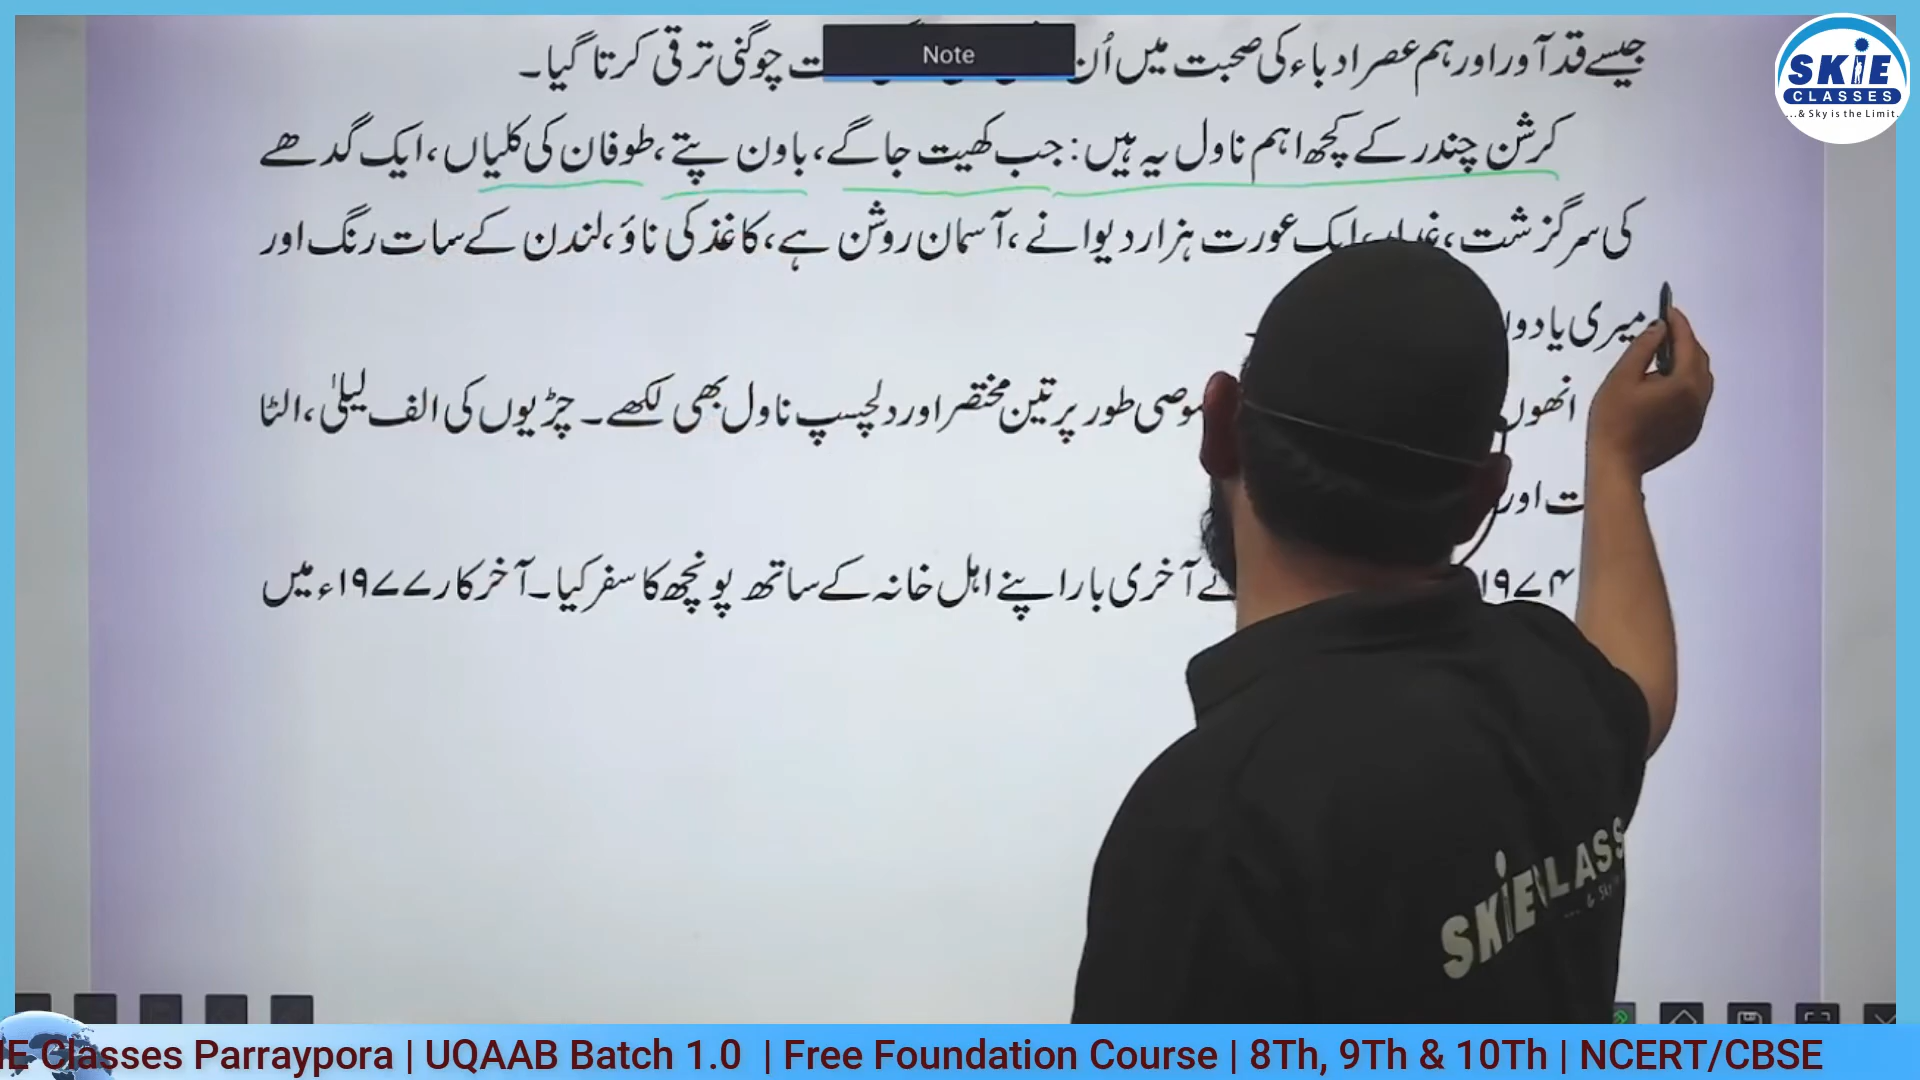 جیسے قد آور اور ہم عصر ادباء کی صحبت میں اُن چوگنی ترقی کرتا گیا۔
Note
کرشن چندر کے کچھ اہم ناول یہ ہیں: جب کھیت جاگے، باون پتے، طوفان کی کلیاں، ایک گدھے
کی سرگزشت، ایک عورت ہزار دیوانے، آسمان روشن ہے، کاغذ کی ناؤ، لندن کے سات رنگ اور
میری
انھوں طور پر تین مختصر اور دلچسپ ناول بھی لکھے۔ چڑیوں کی الف لیلیٰ، الٹا
اور
۱۹۷۴ آخری بار اپنے اہل خانہ کے ساتھ پونچھ کا سفر کیا۔ آخر کار ۱۹۷۷ء میں
SKIE
CLASSES
...& Sky is the Limit.
SKIE CLASS
IE Classes Parraypora | UQAAB Batch 1.0 | Free Foundation Course | 8Th, 9Th & 10Th | NCERT/CBSE